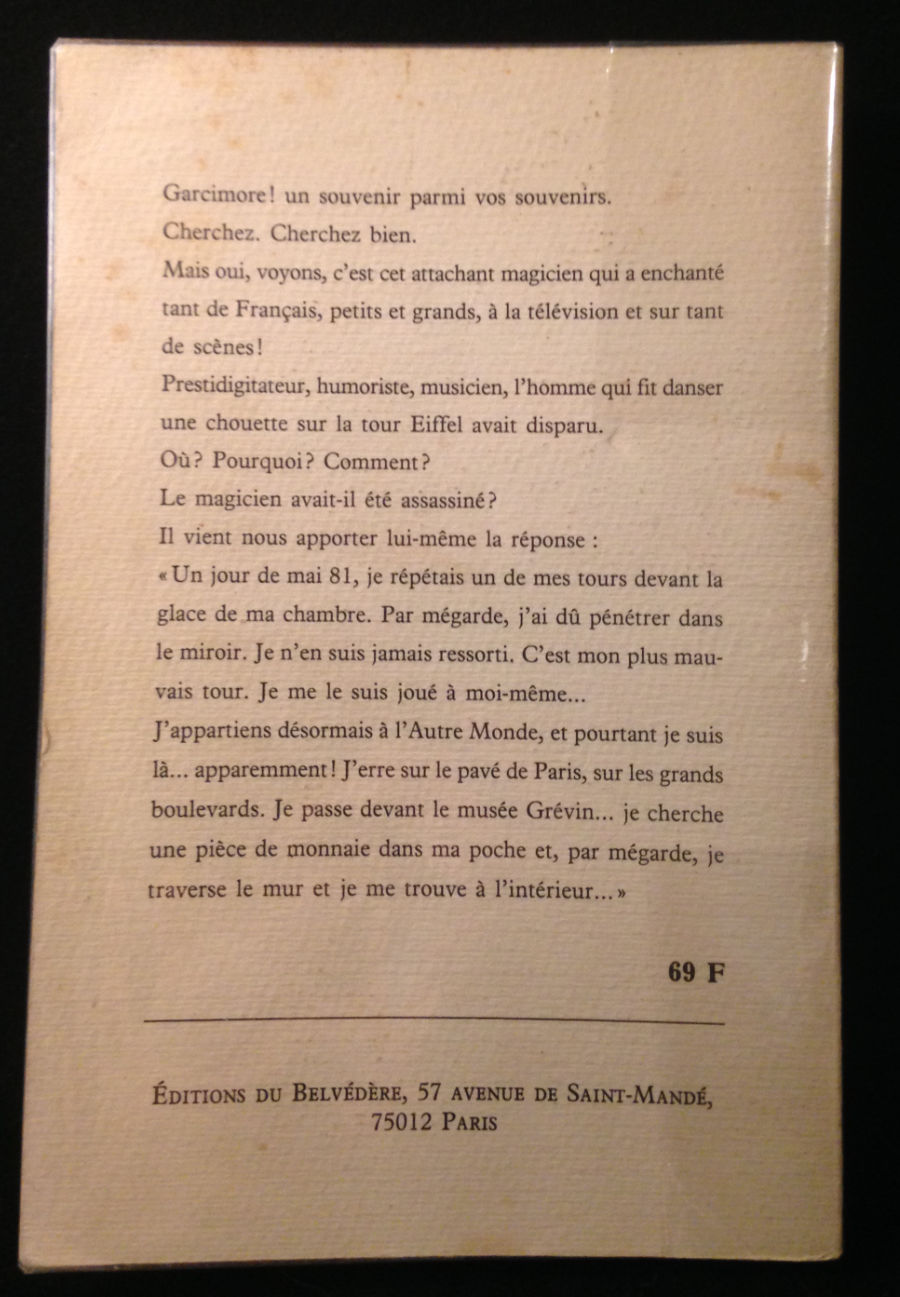 Garcimore! un souvenir parmi vos souvenirs.
Cherchez. Cherchez bien.
Mais oui, voyons, c'est cet attachant magicien qui a enchanté
tant de Français, petits et grands, à la télévision et sur tant
de scènes!
Prestidigitateur, humoriste, musicien, l'homme qui fit danser
une chouette sur la tour Eiffel avait disparu.
Où? Pourquoi? Comment?
Le magicien avait-il été assassiné?
Il vient nous apporter lui-même la réponse :
« Un jour de mai 81, je répétais un de mes tours devant la
glace de ma chambre. Par mégarde, j'ai dû pénétrer dans
le miroir. Je n'en suis jamais ressorti. C'est mon plus mau-
vais tour. Je me le suis joué à moi-même...
J'appartiens désormais à l'Autre Monde, et pourtant je suis
là... apparemment! J'erre sur le pavé de Paris, sur les grands
boulevards. Je passe devant le musée Grévin... je cherche
une pièce de monnaie dans ma poche et, par mégarde, je
traverse le mur et je me trouve à l'intérieur... »
69 F
ÉDITIONS DU BELVÉDÈRE, 57 AVENUE DE SAINT-MANDÉ,
75012 PARIS